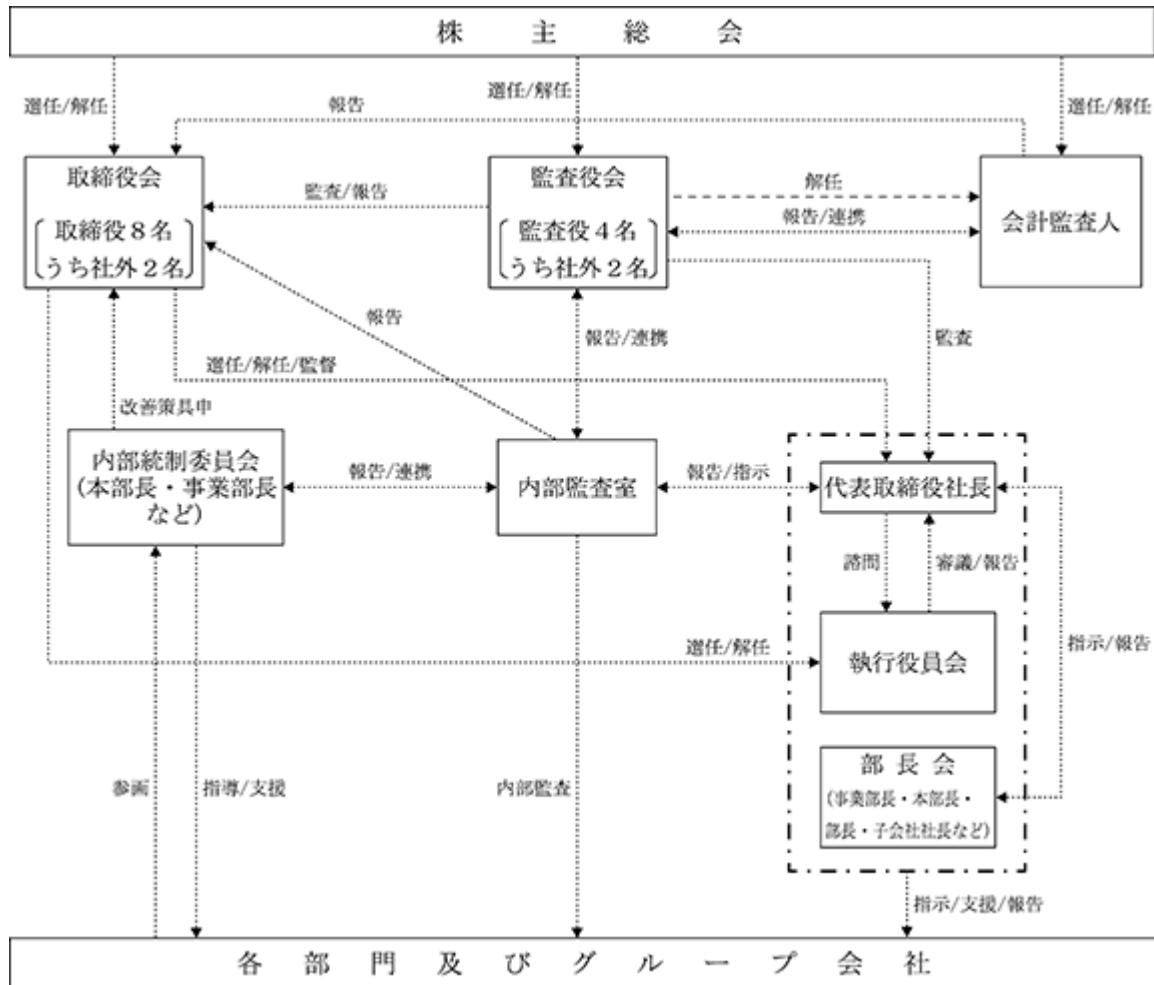 株主総会
選任/解任
選任/解任
選任/解任
報告
取締役会
取締役8名
うち社外2名
監査/報告
監査役会
監査役4名
うち社外2名
解任
報告/連携
会計監査人
報告
報告/連携
監査
選任/解任/監督
改善策具申
内部統制委員会
(本部長・事業部長
など)
報告/連携
内部監査室
報告/指示
代表取締役社長
諮問
審議/報告
選任/解任
執行役員会
指示/報告
部長会
(事業部長・本部長・
部長・子会社社長など)
参画
指導/支援
内部監査
指示/支援/報告
各部門及びグループ会社